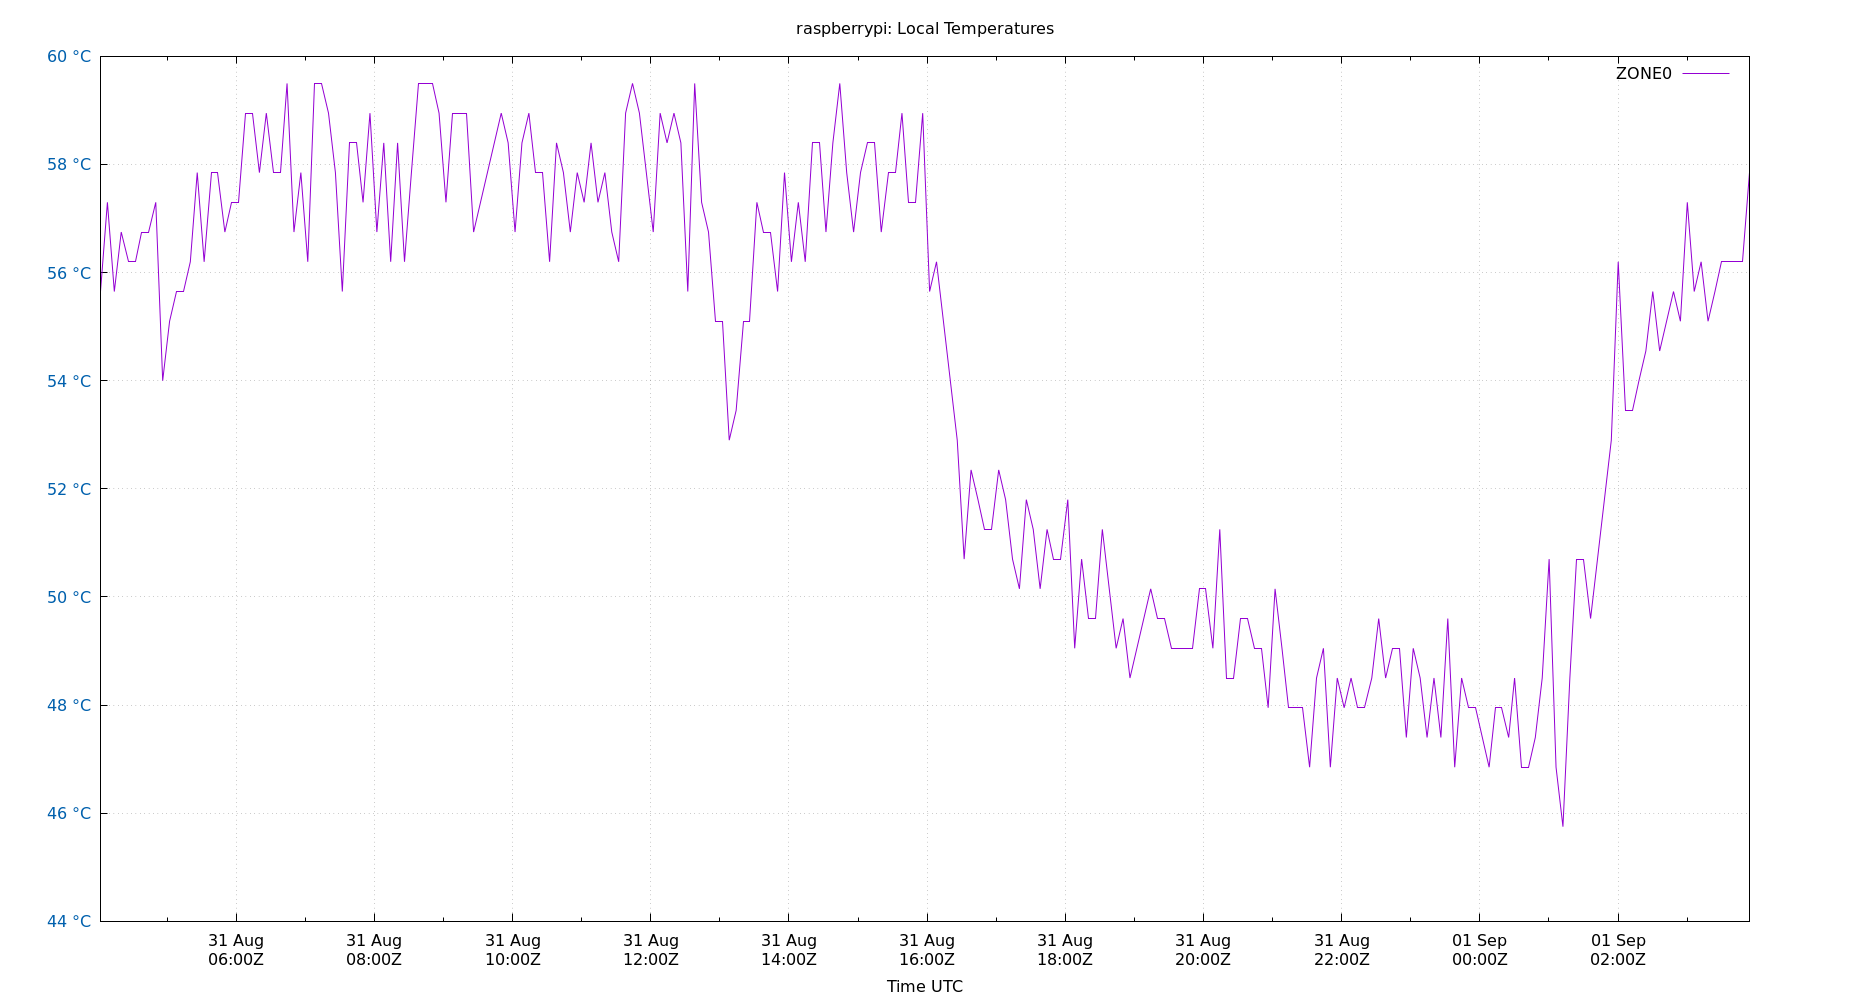 raspberrypi: Local Temperatures
60 °C
ZONE0
58 °C
56 °C
54 °C
52 °C
50 °C
48 °C
46 °C
44 °C
31 Aug 31 Aug 31 Aug 31 Aug 31 Aug 31 Aug 31 Aug 31 Aug 31 Aug 01 Sep 01 Sep
06:00Z 08:00Z 10:00Z 12:00Z 14:00Z 16:00Z 18:00Z 20:00Z 22:00Z 00:00Z 02:00Z
Time UTC